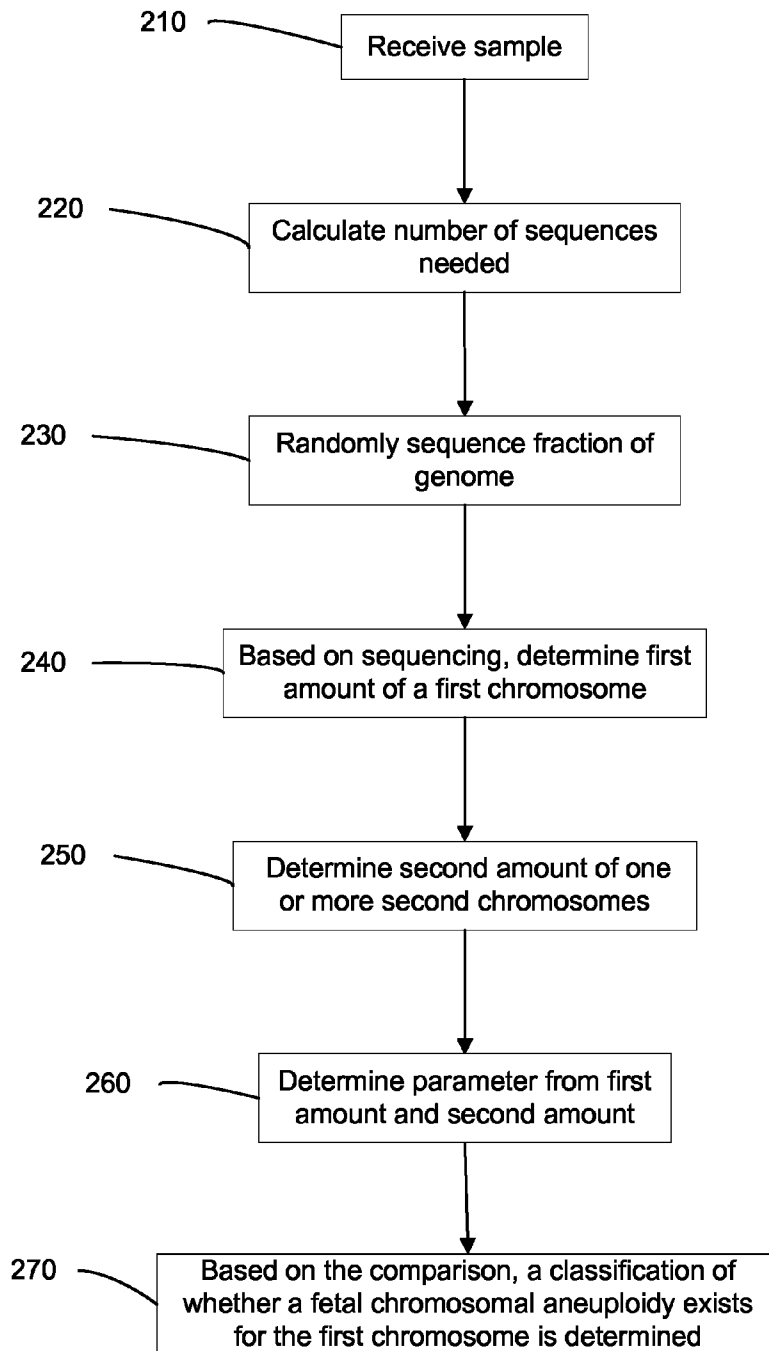 210
Receive sample
220
Calculate number of sequences
needed
230
Randomly sequence fraction of
genome
240
Based on sequencing, determine first
amount of a first chromosome
250
Determine second amount of one
or more second chromosomes
260
Determine parameter from first
amount and second amount
270
Based on the comparison, a classification of
whether a fetal chromosomal aneuploidy exists
for the first chromosome is determined